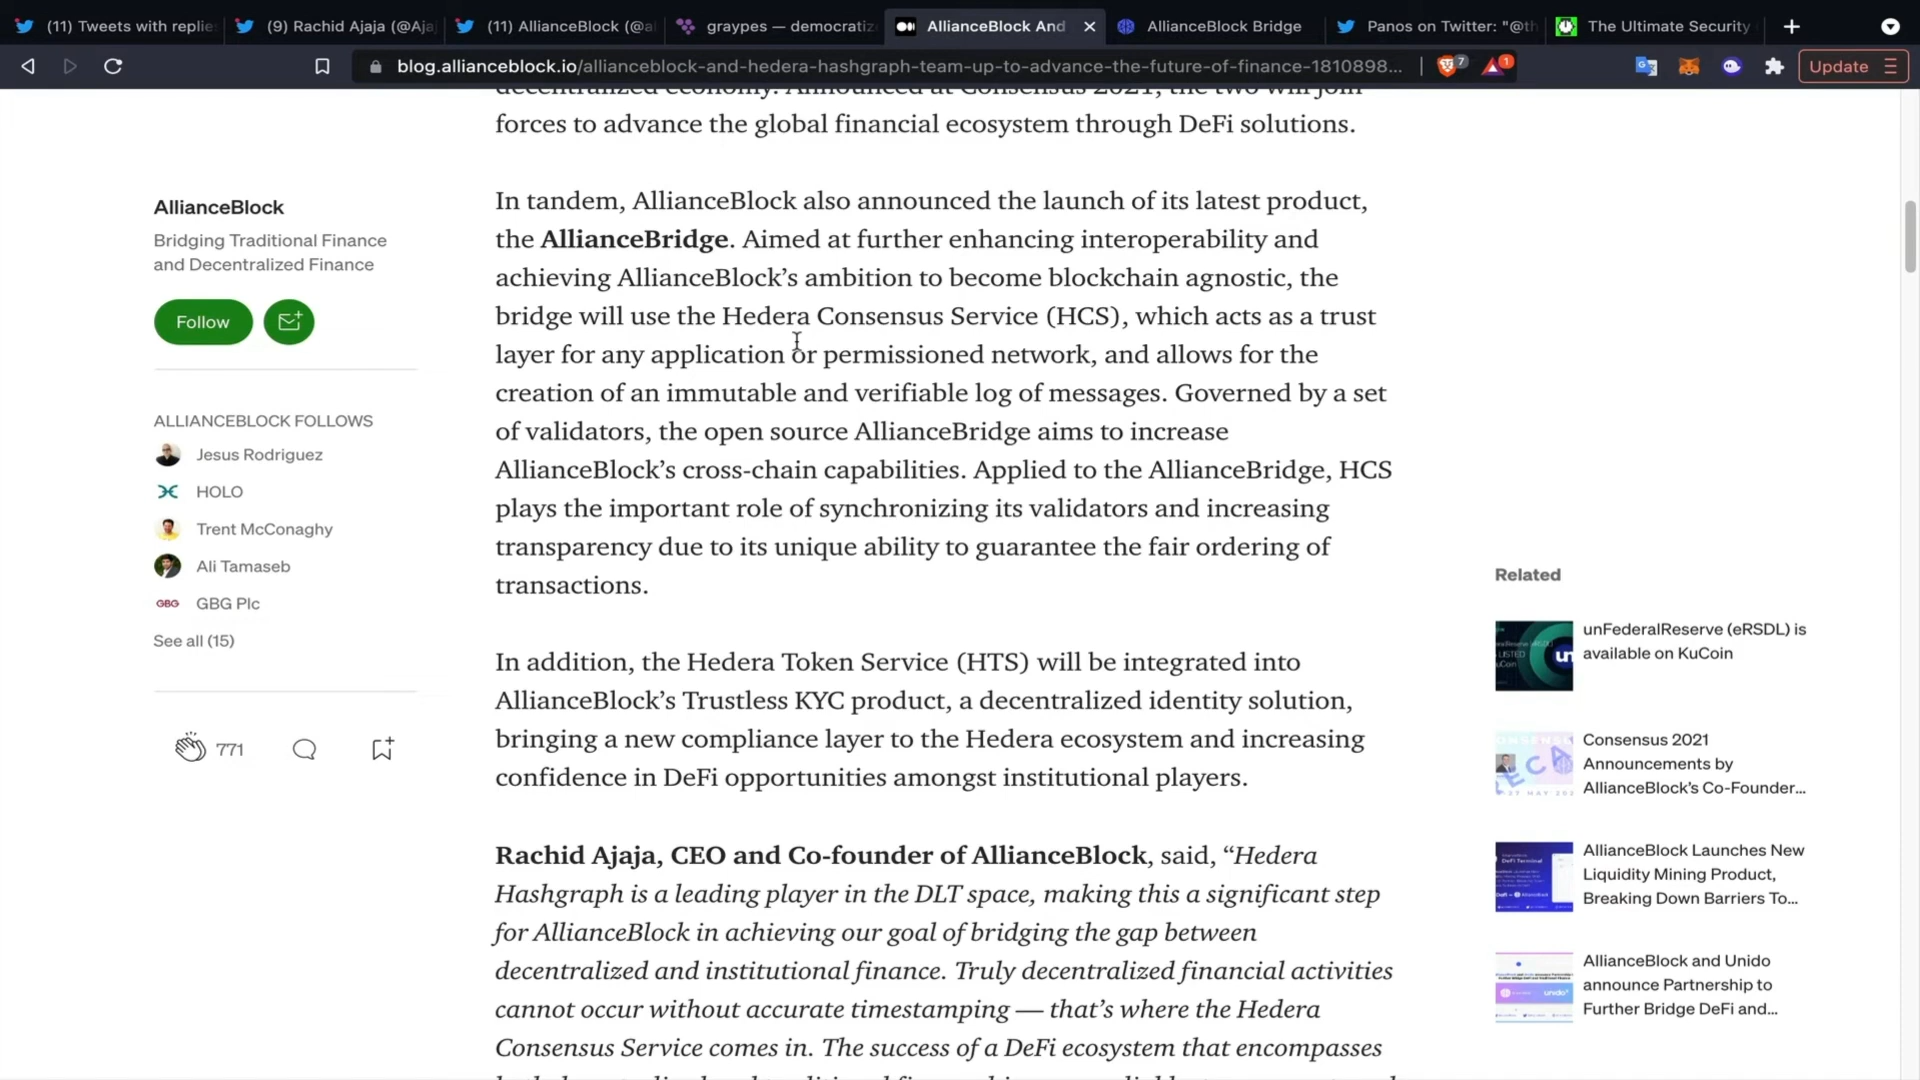 (11) Tweets with replies
(9) Rachid Ajaja (@Aja
(11) AllianceBlock (@al
graypes — democratiz
AllianceBlock And
AllianceBlock Bridge
Panos on Twitter: "@th
The Ultimate Security
blog.allianceblock.io/allianceblock-and-hedera-hashgraph-team-up-to-advance-the-future-of-finance-1810898...
7
1
Update
decentralized economy. Announced at Consensus 2021, the two will join
forces to advance the global financial ecosystem through DeFi solutions.
In tandem, AllianceBlock also announced the launch of its latest product,
the AllianceBridge. Aimed at further enhancing interoperability and
achieving AllianceBlock’s ambition to become blockchain agnostic, the
bridge will use the Hedera Consensus Service (HCS), which acts as a trust
layer for any application or permissioned network, and allows for the
creation of an immutable and verifiable log of messages. Governed by a set
of validators, the open source AllianceBridge aims to increase
AllianceBlock’s cross-chain capabilities. Applied to the AllianceBridge, HCS
plays the important role of synchronizing its validators and increasing
transparency due to its unique ability to guarantee the fair ordering of
transactions.
In addition, the Hedera Token Service (HTS) will be integrated into
AllianceBlock’s Trustless KYC product, a decentralized identity solution,
bringing a new compliance layer to the Hedera ecosystem and increasing
confidence in DeFi opportunities amongst institutional players.
Rachid Ajaja, CEO and Co-founder of AllianceBlock, said, “Hedera
Hashgraph is a leading player in the DLT space, making this a significant step
for AllianceBlock in achieving our goal of bridging the gap between
decentralized and institutional finance. Truly decentralized financial activities
cannot occur without accurate timestamping — that’s where the Hedera
Consensus Service comes in. The success of a DeFi ecosystem that encompasses
AllianceBlock
Bridging Traditional Finance
and Decentralized Finance
Follow
ALLIANCEBLOCK FOLLOWS
Jesus Rodriguez
HOLO
Trent McConaghy
Ali Tamaseb
GBG
GBG Plc
See all (15)
771
Related
unFederalReserve (eRSDL) is
available on KuCoin
Consensus 2021
Announcements by
AllianceBlock’s Co-Founder...
AllianceBlock Launches New
Liquidity Mining Product,
Breaking Down Barriers To...
AllianceBlock and Unido
announce Partnership to
Further Bridge DeFi and...